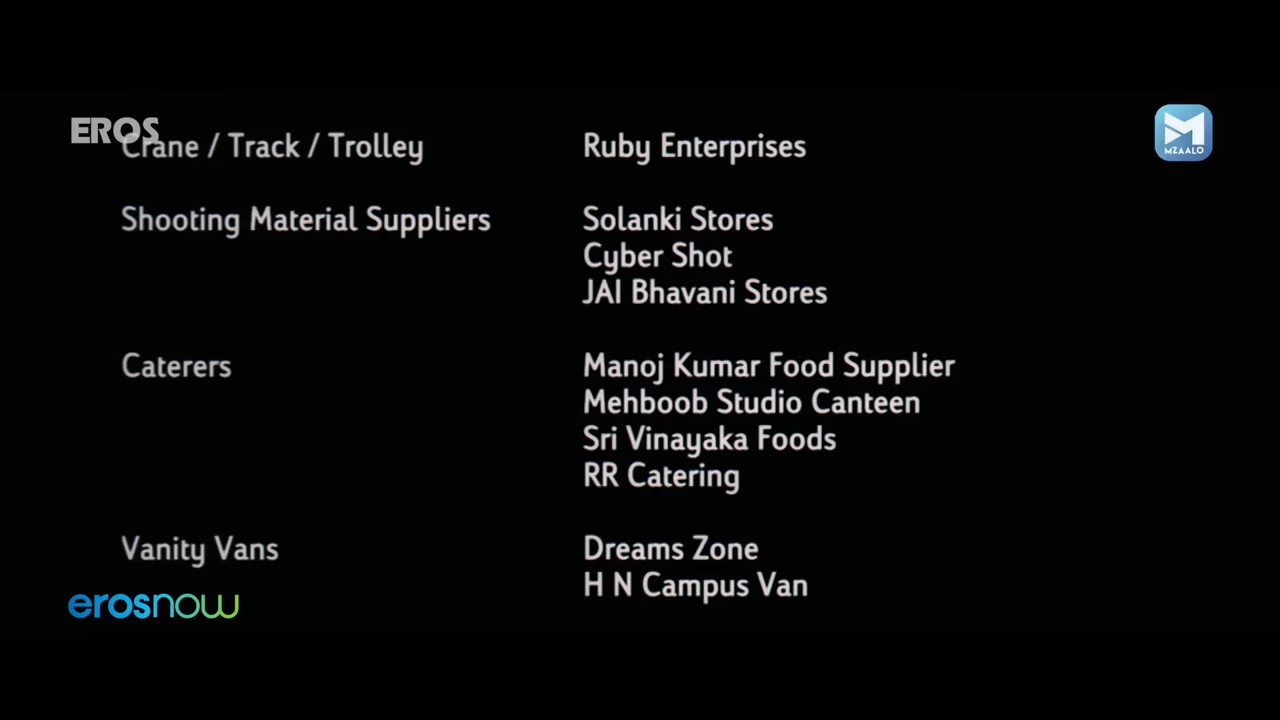 EROS
MZAALO
Crane / Track / Trolley Ruby Enterprises
Shooting Material Suppliers Solanki Stores
Cyber Shot
JAI Bhavani Stores
Caterers Manoj Kumar Food Supplier
Mehboob Studio Canteen
Sri Vinayaka Foods
RR Catering
Vanity Vans Dreams Zone
H N Campus Van
erosnow